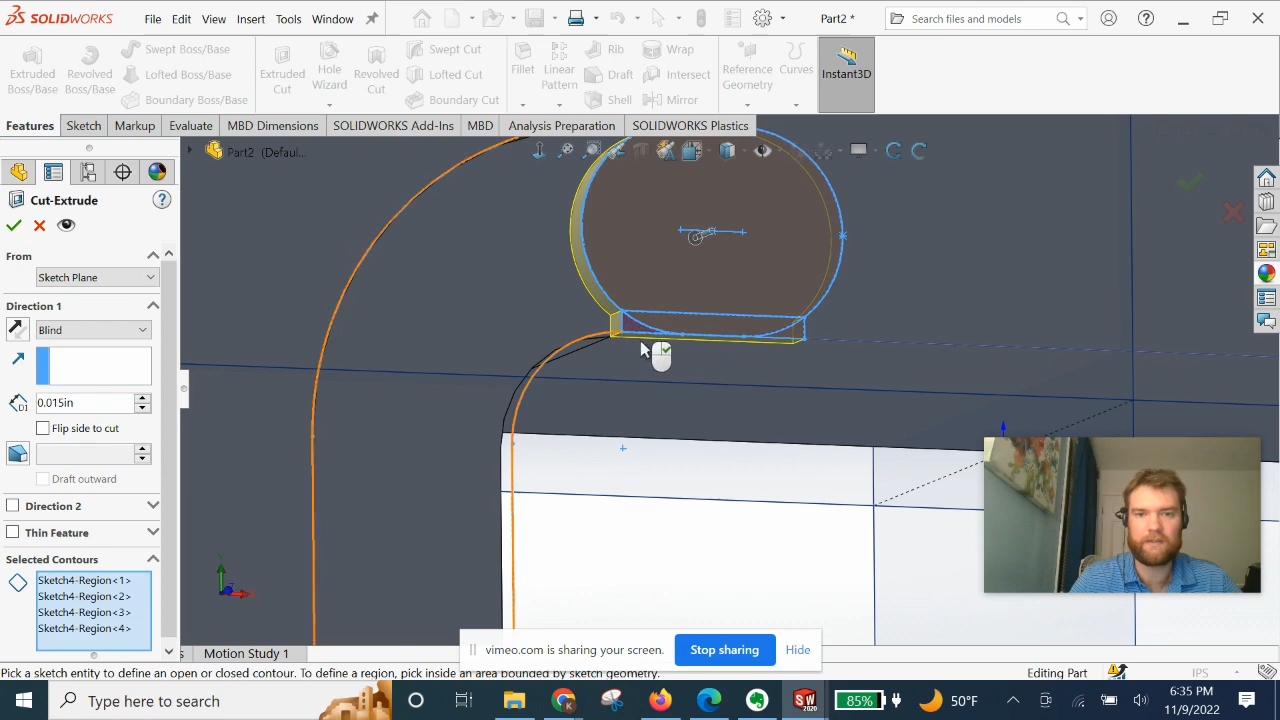 SOLIDWORKS File Edit View Insert Tools Window Part2 * Search files and models
Extruded Boss/Base
Revolved Boss/Base
Swept Boss/Base
Lofted Boss/Base
Boundary Boss/Base
Extruded Cut
Hole Wizard
Revolved Cut
Swept Cut
Lofted Cut
Boundary Cut
Fillet
Linear Pattern
Rib
Draft
Shell
Wrap
Intersect
Mirror
Reference Geometry
Curves
Instant3D
Features Sketch Markup Evaluate MBD Dimensions SOLIDWORKS Add-Ins MBD Analysis Preparation SOLIDWORKS Plastics
Part2 (Defaul...
Cut-Extrude
From
Sketch Plane
Direction 1
Blind
D1
0.015in
Flip side to cut
Draft outward
Direction 2
Thin Feature
Selected Contours
Sketch4-Region<1>
Sketch4-Region<2>
Sketch4-Region<3>
Sketch4-Region<4>
Motion Study 1
vimeo.com is sharing your screen. Stop sharing Hide
Pick a sketch entity to define an open or closed contour. To define a region, pick inside an area bounded by sketch geometry. Editing Part IPS
Type here to search
SW
2020
85%
50°F
6:35 PM
11/9/2022